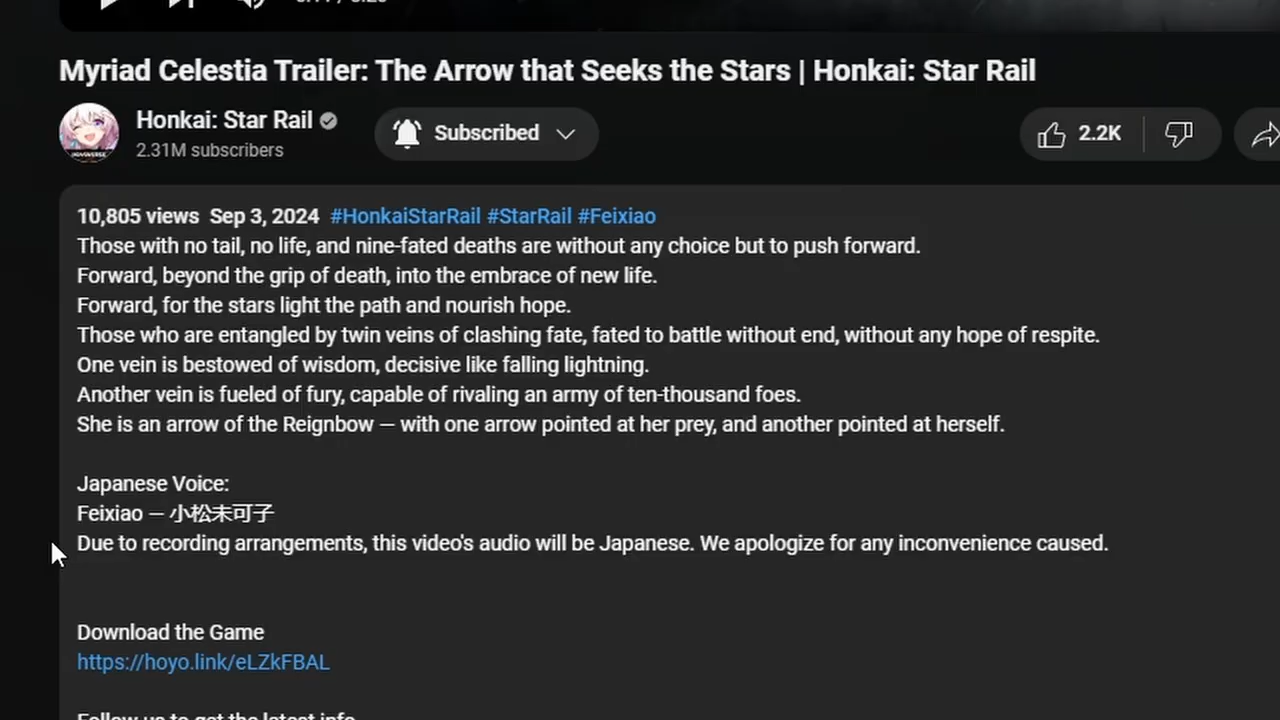 Myriad Celestia Trailer: The Arrow that Seeks the Stars | Honkai: Star Rail
Honkai: Star Rail
2.31M subscribers
Subscribed
2.2K
10,805 views Sep 3, 2024 #HonkaiStarRail #StarRail #Feixiao
Those with no tail, no life, and nine-fated deaths are without any choice but to push forward.
Forward, beyond the grip of death, into the embrace of new life.
Forward, for the stars light the path and nourish hope.
Those who are entangled by twin veins of clashing fate, fated to battle without end, without any hope of respite.
One vein is bestowed of wisdom, decisive like falling lightning.
Another vein is fueled of fury, capable of rivaling an army of ten-thousand foes.
She is an arrow of the Reignbow — with one arrow pointed at her prey, and another pointed at herself.
Japanese Voice:
Feixiao — 小松未可子
Due to recording arrangements, this video's audio will be Japanese. We apologize for any inconvenience caused.
Download the Game
https://hoyo.link/eLZkFBAL
Follow us to get the latest info